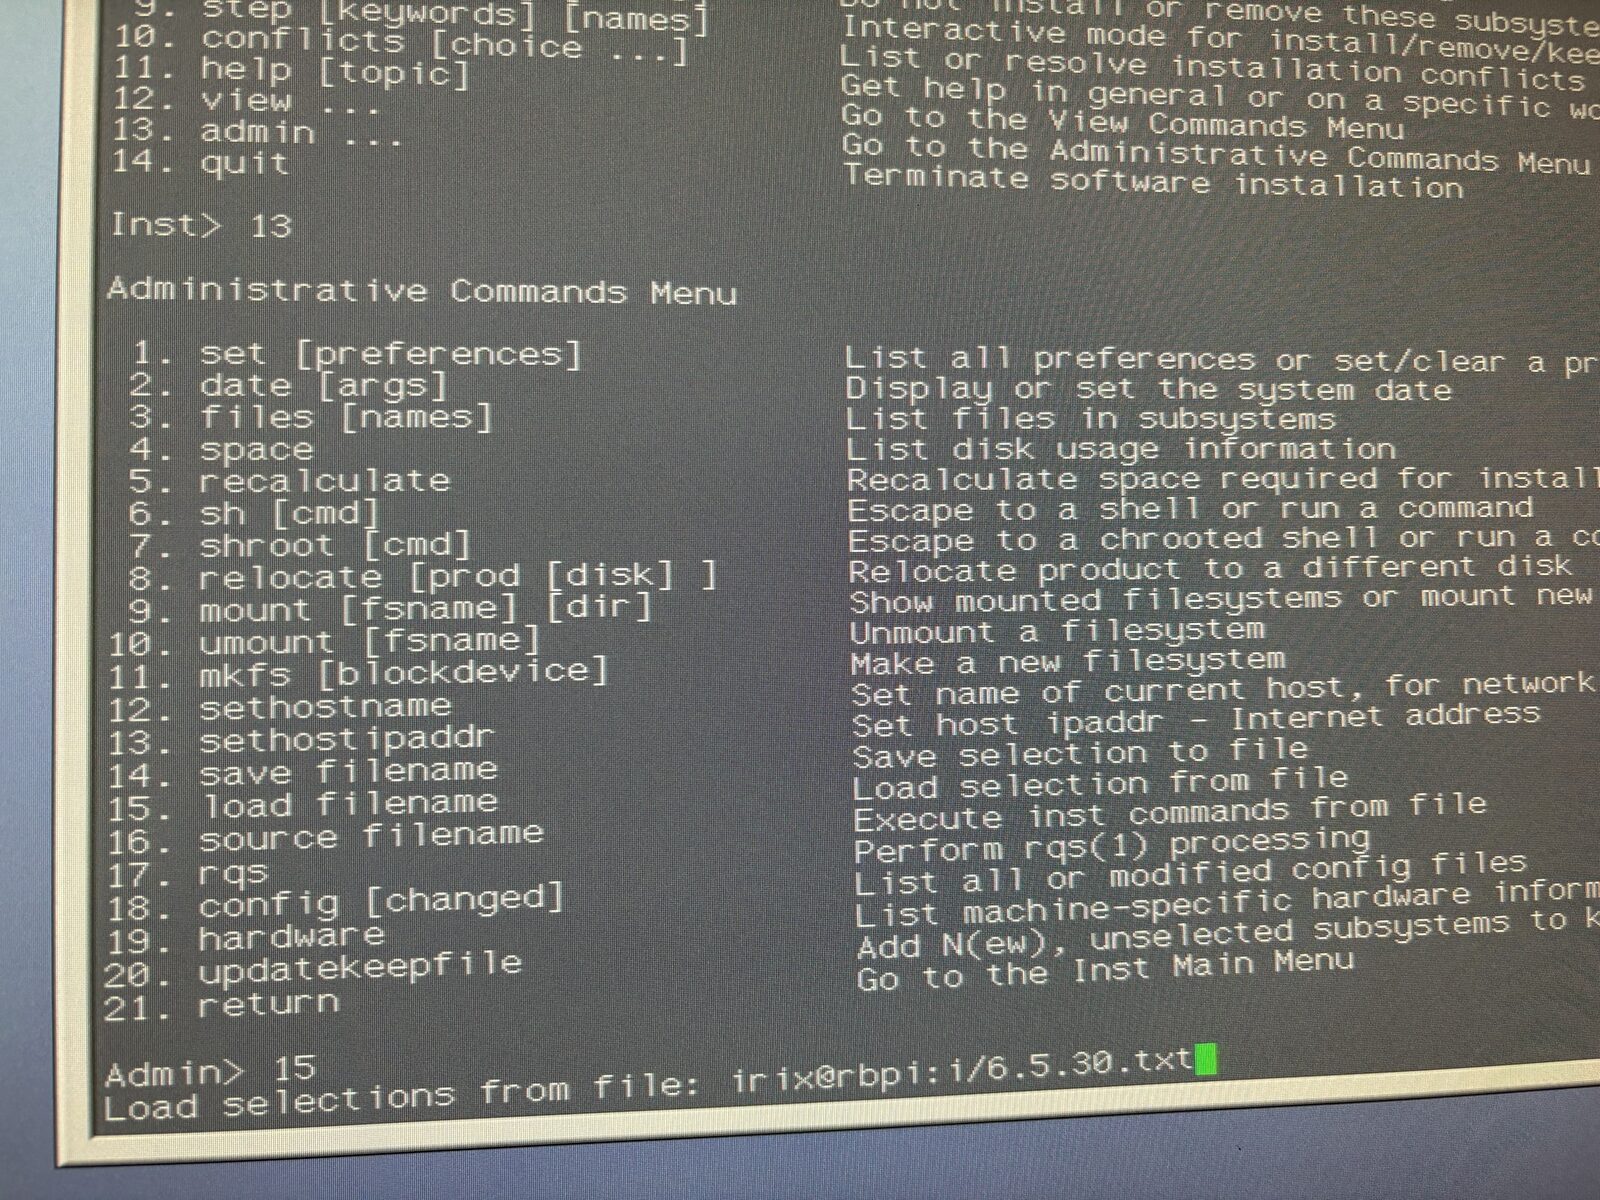 9. step [keywords] [names] Do not install or remove these
10. conflicts [choice ...] Interactive mode for install/remove/
11. help [topic] List or resolve installation conflicts
12. view ... Get help in general or on a specific
13. admin ... Go to the View Commands Menu
14. quit Go to the Administrative Commands Menu
Terminate software installation
Inst> 13
Administrative Commands Menu
1. set [preferences] List all preferences or set/clear a pr
2. date [args] Display or set the system date
3. files [names] List files in subsystems
4. space List disk usage information
5. recalculate Recalculate space required for install
6. sh [cmd] Escape to a shell or run a command
7. shroot [cmd] Escape to a chrooted shell or run a co
8. relocate [prod [disk] ] Relocate product to a different disk
9. mount [fsname] [dir] Show mounted filesystems or mount new
10. umount [fsname] Unmount a filesystem
11. mkfs [blockdevice] Make a new filesystem
12. sethostname Set name of current host, for network
13. sethostipaddr Set host ipaddr - Internet address
14. save filename Save selection to file
15. load filename Load selection from file
16. source filename Execute inst commands from file
17. rqs Perform rqs(1) processing
18. config [changed] List all or modified config files
19. hardware List machine-specific hardware inform
20. updatekeepfile Add N(ew), unselected subsystems to k
21. return Go to the Inst Main Menu
Admin> 15
Load selections from file: irix@rbpi:i/6.5.30.txt